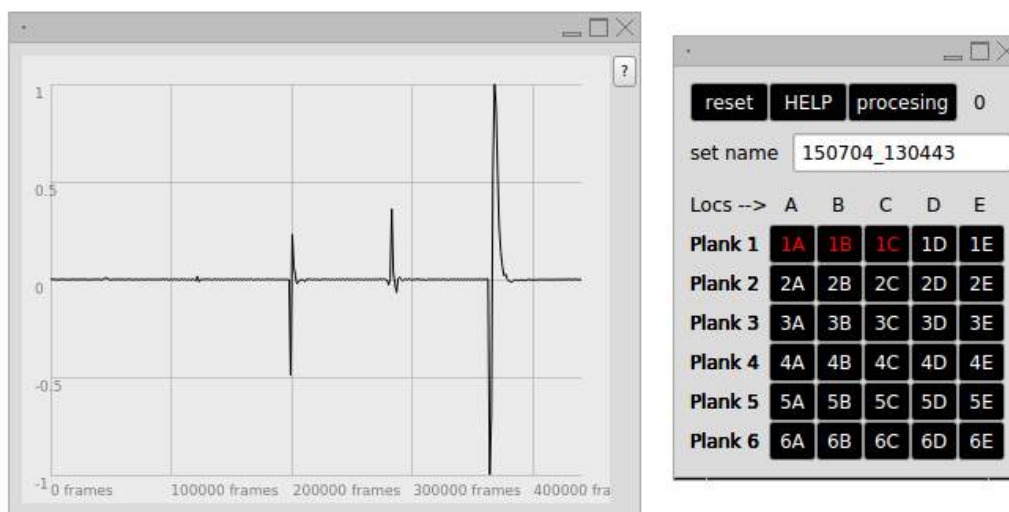 ?
1
0.5
0
-0.5
-1
0 frames 100000 frames 200000 frames 300000 frames 400000 fra
reset HELP procesing 0
set name 150704_130443
Locs --> A B C D E
Plank 1 1A 1B 1C 1D 1E
Plank 2 2A 2B 2C 2D 2E
Plank 3 3A 3B 3C 3D 3E
Plank 4 4A 4B 4C 4D 4E
Plank 5 5A 5B 5C 5D 5E
Plank 6 6A 6B 6C 6D 6E